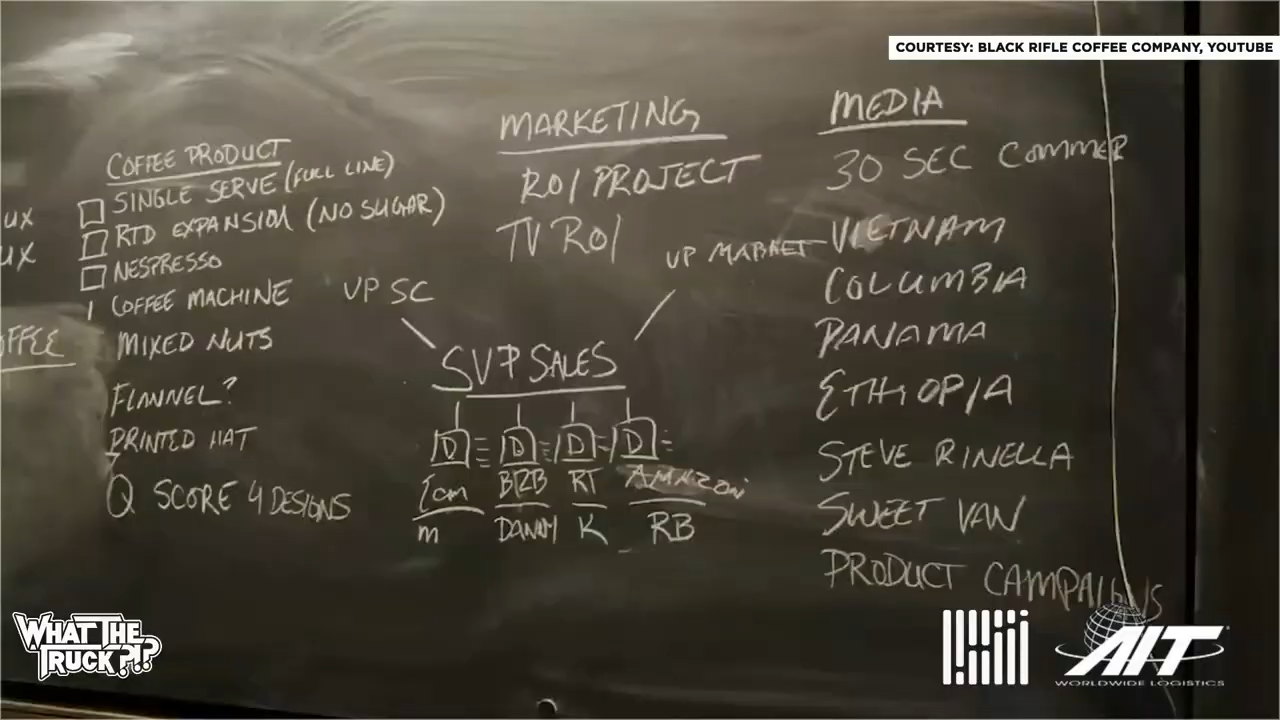 COURTESY: BLACK RIFLE COFFEE COMPANY, YOUTUBE
UX
UX
OFFEE
COFFEE PRODUCT
SINGLE SERVE (FULL LINE)
RTD EXPANSION (NO SUGAR)
NESPRESSO
COFFEE MACHINE
MIXED NUTS
FLANNEL?
PRINTED HAT
Q SCORE 4 DESIGNS
MARKETING
ROI PROJECT
TV ROI
VP SC
VP MARKET
SVP SALES
D D D D
B2B RT AMAZON
m DANNY K RB
MEDIA
30 SEC COMMER
VIETNAM
COLUMBIA
PANAMA
ETHIOPIA
STEVE RINELLA
SWEET VAN
PRODUCT CAMPAIGNS
WHAT THE
TRUCK?!?
AIT
WORLDWIDE LOGISTICS